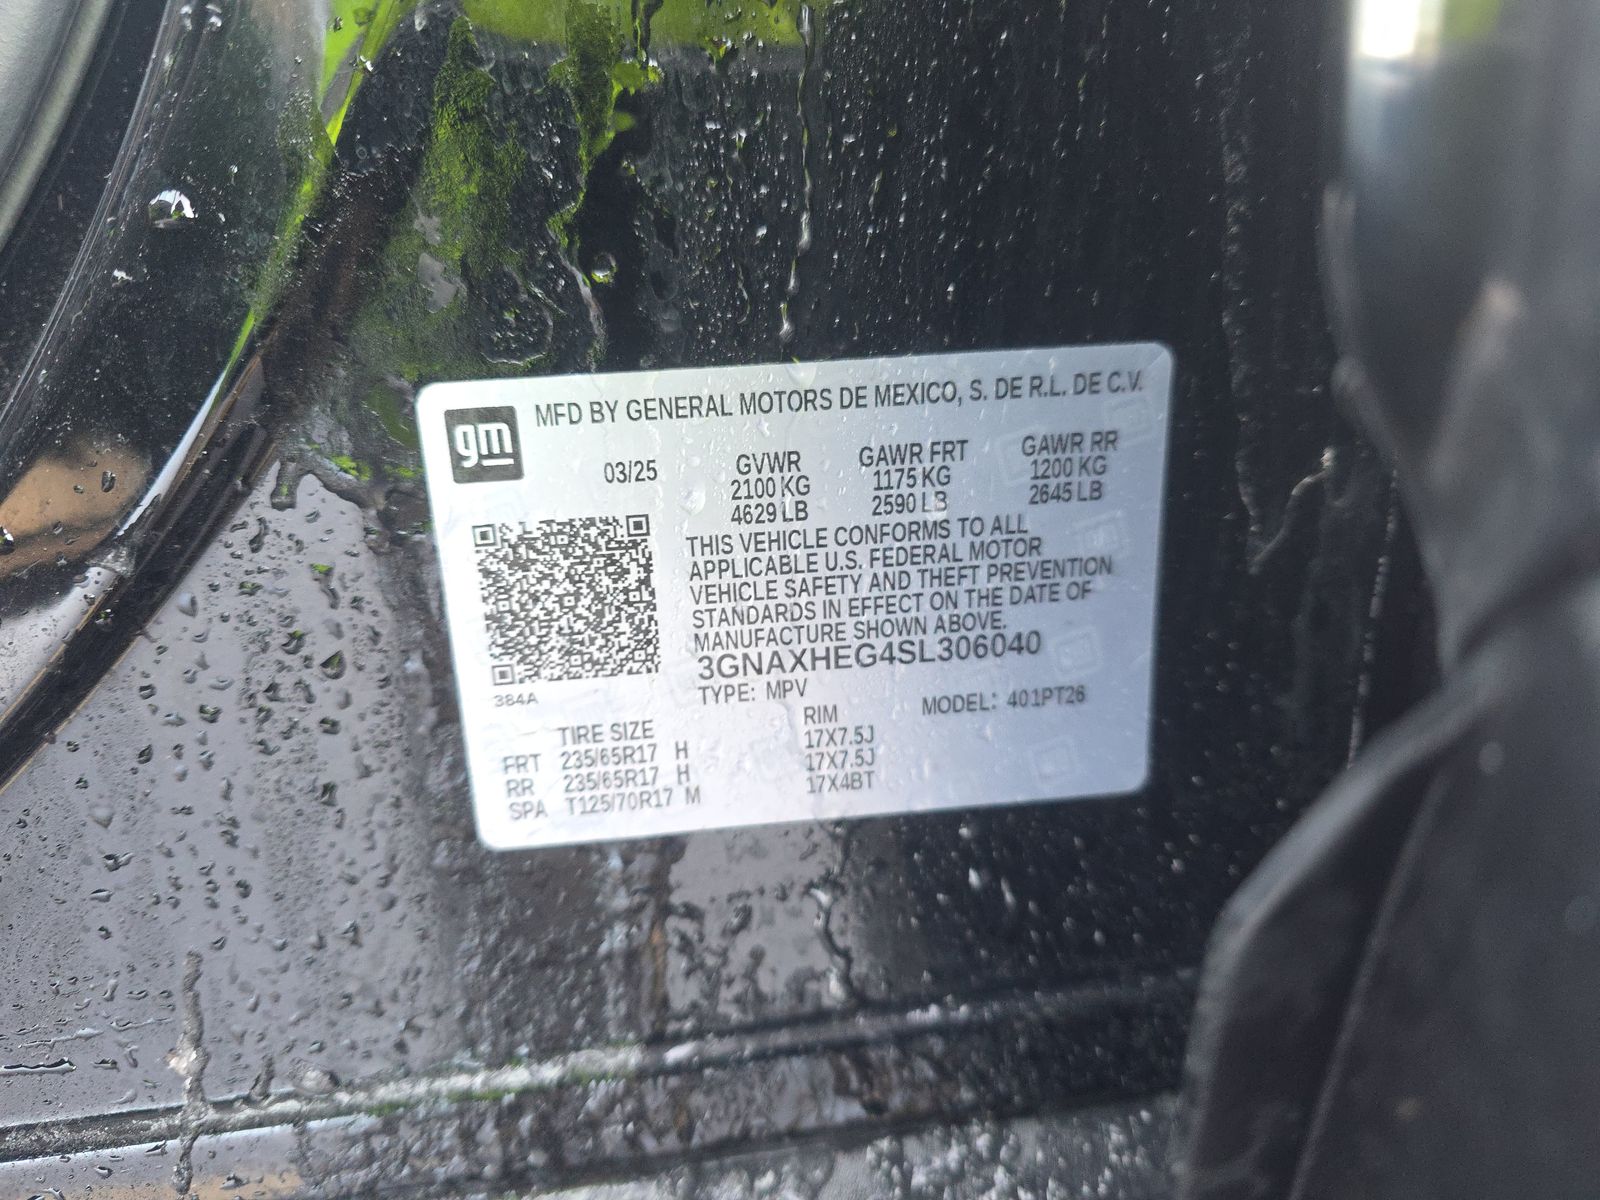 gm
MFD BY GENERAL MOTORS DE MEXICO, S. DE R.L. DE C.V.
03/25
GVWR GAWR FRT GAWR RR
2100 KG 1175 KG 1200 KG
4629 LB 2590 LB 2645 LB
THIS VEHICLE CONFORMS TO ALL
APPLICABLE U.S. FEDERAL MOTOR
VEHICLE SAFETY AND THEFT PREVENTION
STANDARDS IN EFFECT ON THE DATE OF
MANUFACTURE SHOWN ABOVE.
3GNAXHEG4SL306040
384A
TYPE: MPV MODEL: 401PT26
TIRE SIZE RIM
FRT 235/65R17 H 17X7.5J
RR 235/65R17 H 17X7.5J
SPA T125/70R17 M 17X4BT